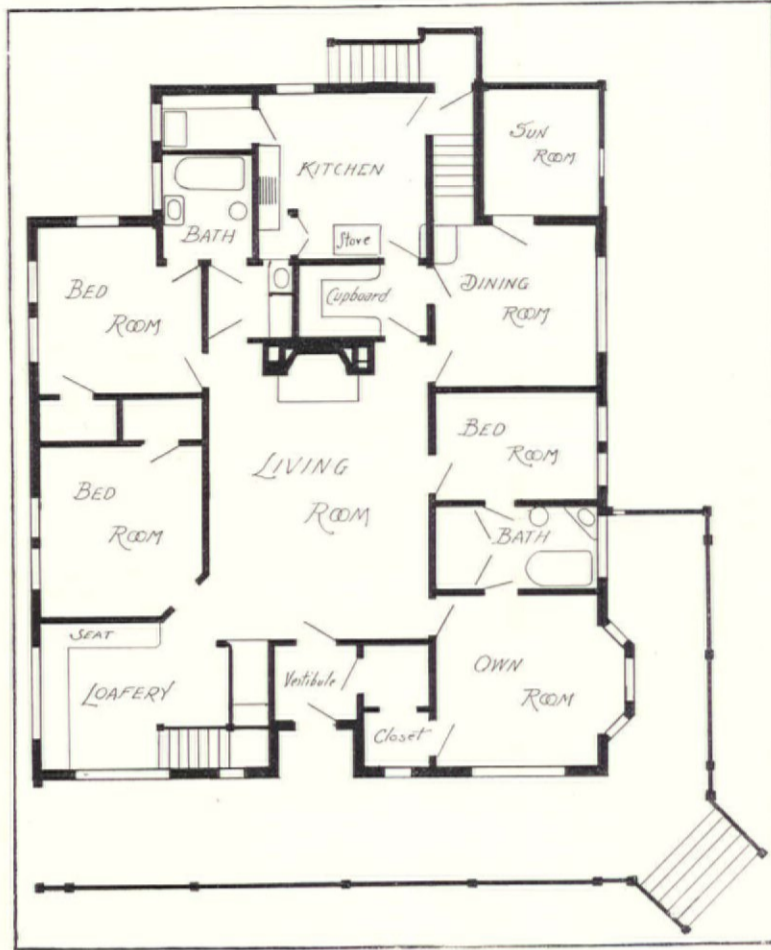 SUN
ROOM
KITCHEN
BATH
Stove
BED
ROOM
Cupboard
DINING
ROOM
BED
ROOM
LIVING
ROOM
BED
ROOM
BATH
SEAT
LOAFERY
Vestibule
OWN
ROOM
Closet